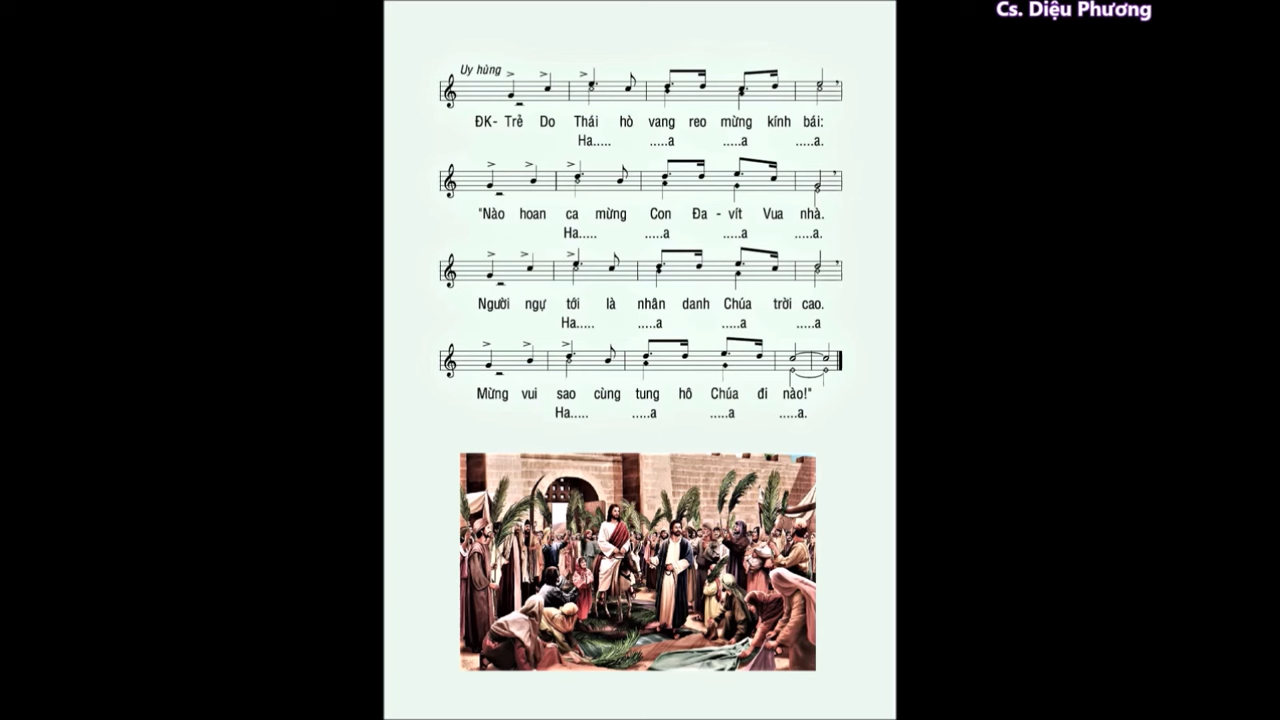 Cs. Diệu Phương
Uy hùng
ĐK- Trẻ Do Thái hò vang reo mừng kính bái:
Ha..... .....a .....a .....a.
"Nào hoan ca mừng Con Đa - vít Vua nhà.
Ha..... .....a .....a .....a.
Người ngự tới là nhân danh Chúa trời cao.
Ha..... .....a .....a .....a
Mừng vui sao cùng tung hô Chúa đi nào!"
Ha..... .....a .....a .....a.